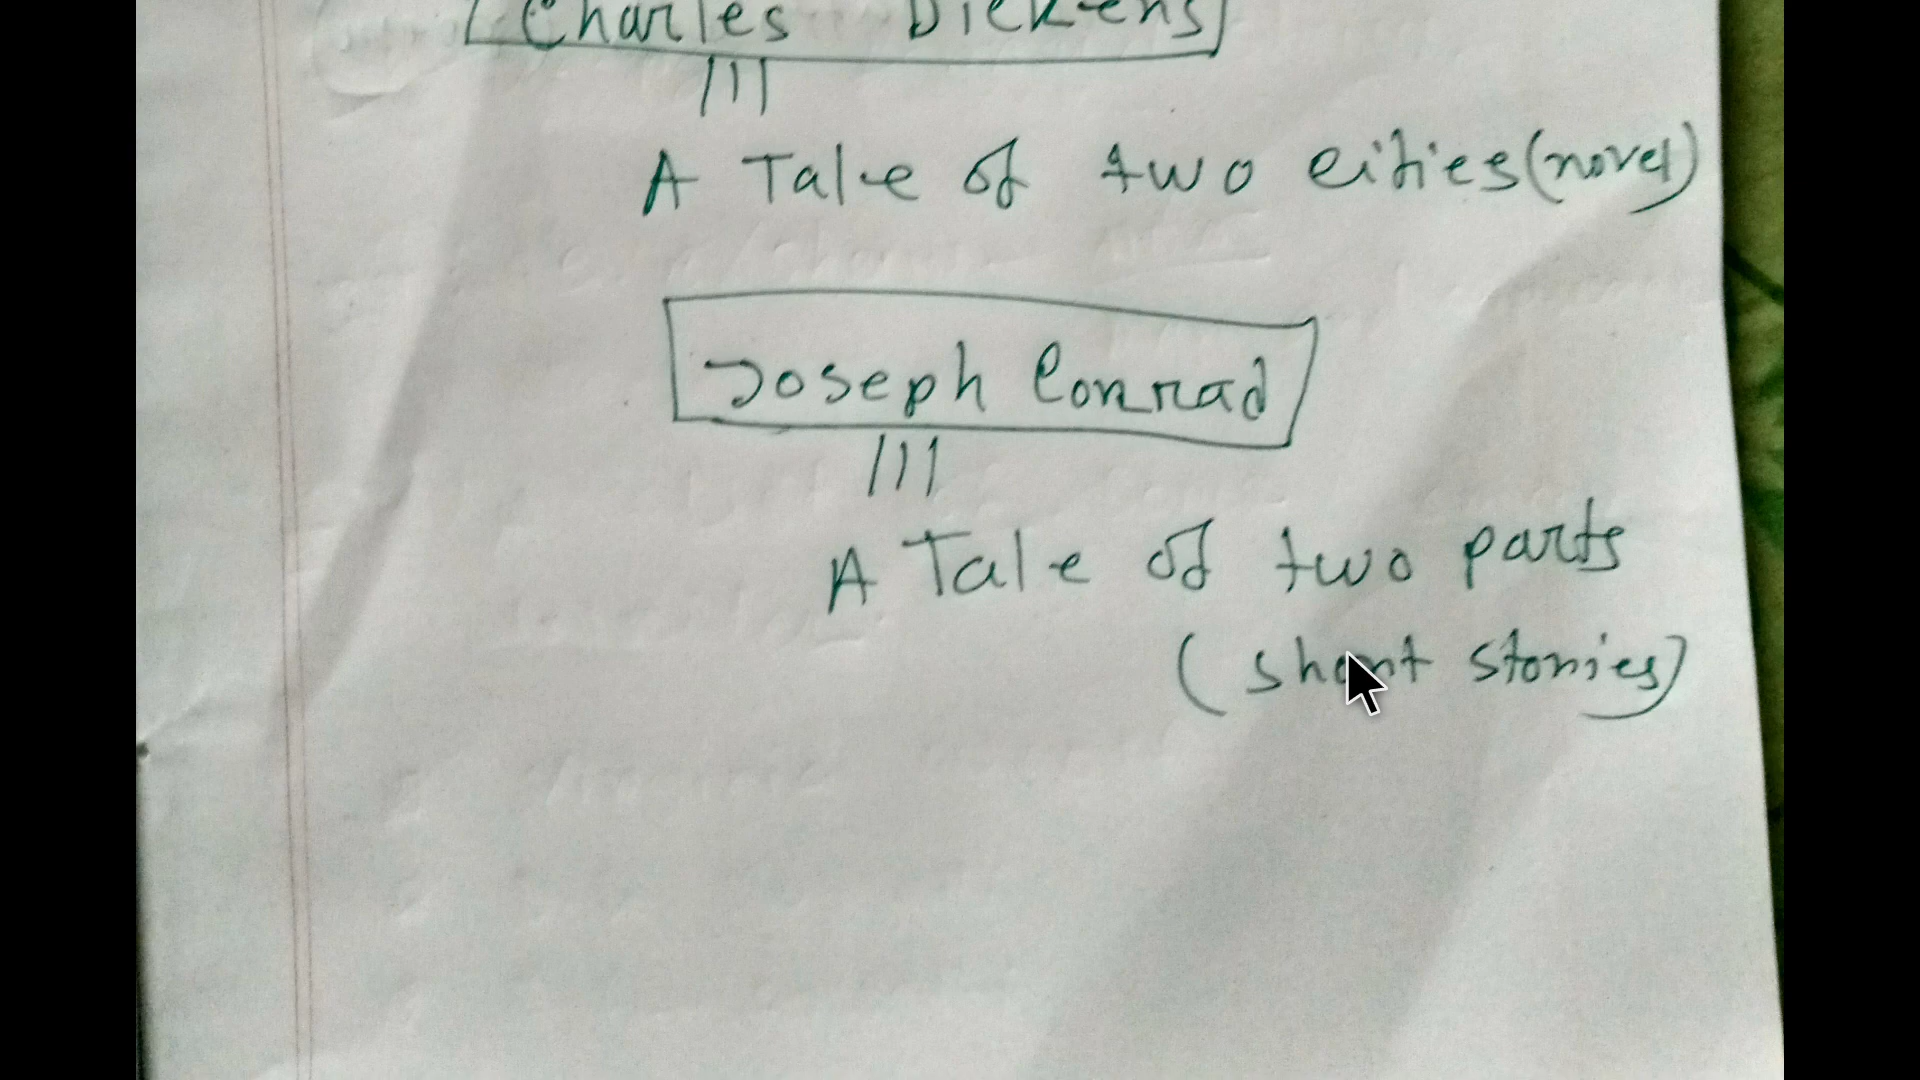 Charles Dickens
A Tale of two cities (novel)
Joseph Conrad
A Tale of two parts
(short stories)